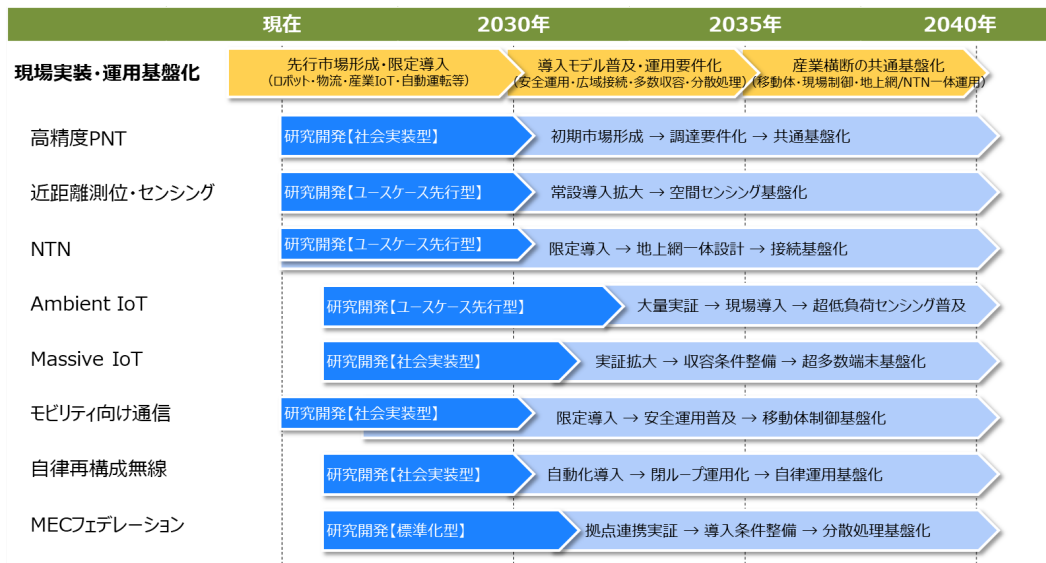 現在 2030年 2035年 2040年
現場実装・運用基盤化
先行市場形成・限定導入
（ロボット・物流・産業IoT・自動運転等）
導入モデル普及・運用要件化
（安全運用・広域接続・多数収容・分散処理）
産業横断の共通基盤化
（移動体・現場制御・地上網/NTN一体運用）
高精度PNT 研究開発【社会実装型】 初期市場形成 → 調達要件化 → 共通基盤化
近距離測位・センシング 研究開発【ユースケース先行型】 常設導入拡大 → 空間センシング基盤化
NTN 研究開発【ユースケース先行型】 限定導入 → 地上網一体設計 → 接続基盤化
Ambient IoT 研究開発【ユースケース先行型】 大量実証 → 現場導入 → 超低負荷センシング普及
Massive IoT 研究開発【社会実装型】 実証拡大 → 収容条件整備 → 超多数端末基盤化
モビリティ向け通信 研究開発【社会実装型】 限定導入 → 安全運用普及 → 移動体制御基盤化
自律再構成無線 研究開発【社会実装型】 自動化導入 → 閉ループ運用化 → 自律運用基盤化
MECフェデレーション 研究開発【標準化型】 拠点連携実証 → 導入条件整備 → 分散処理基盤化